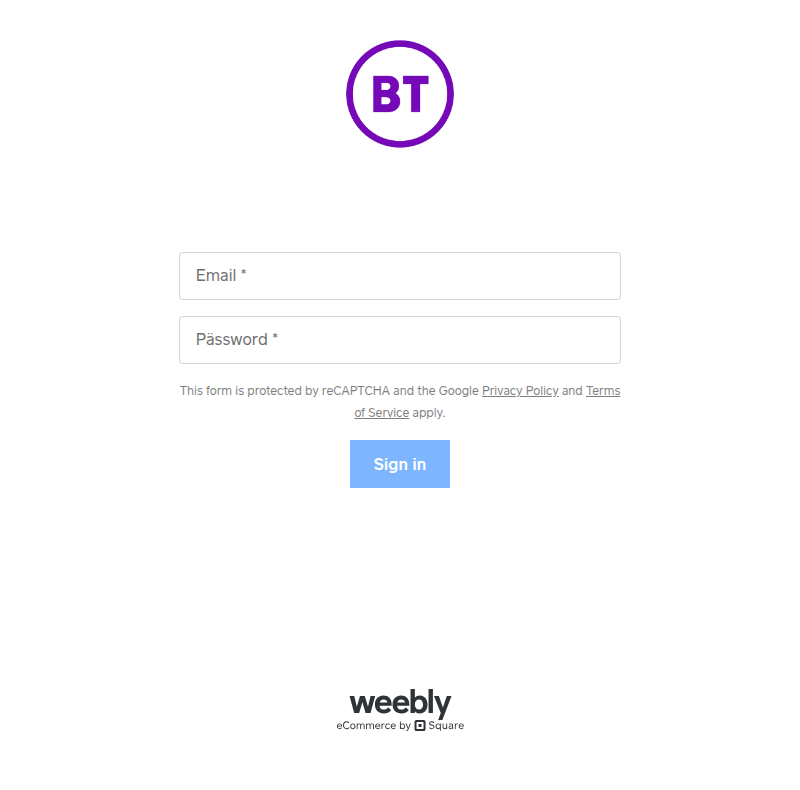 BT
Email *
Pässword *
This form is protected by reCAPTCHA and the Google Privacy Policy and Terms
of Service apply.
Sign in
weebly
eCommerce by Square